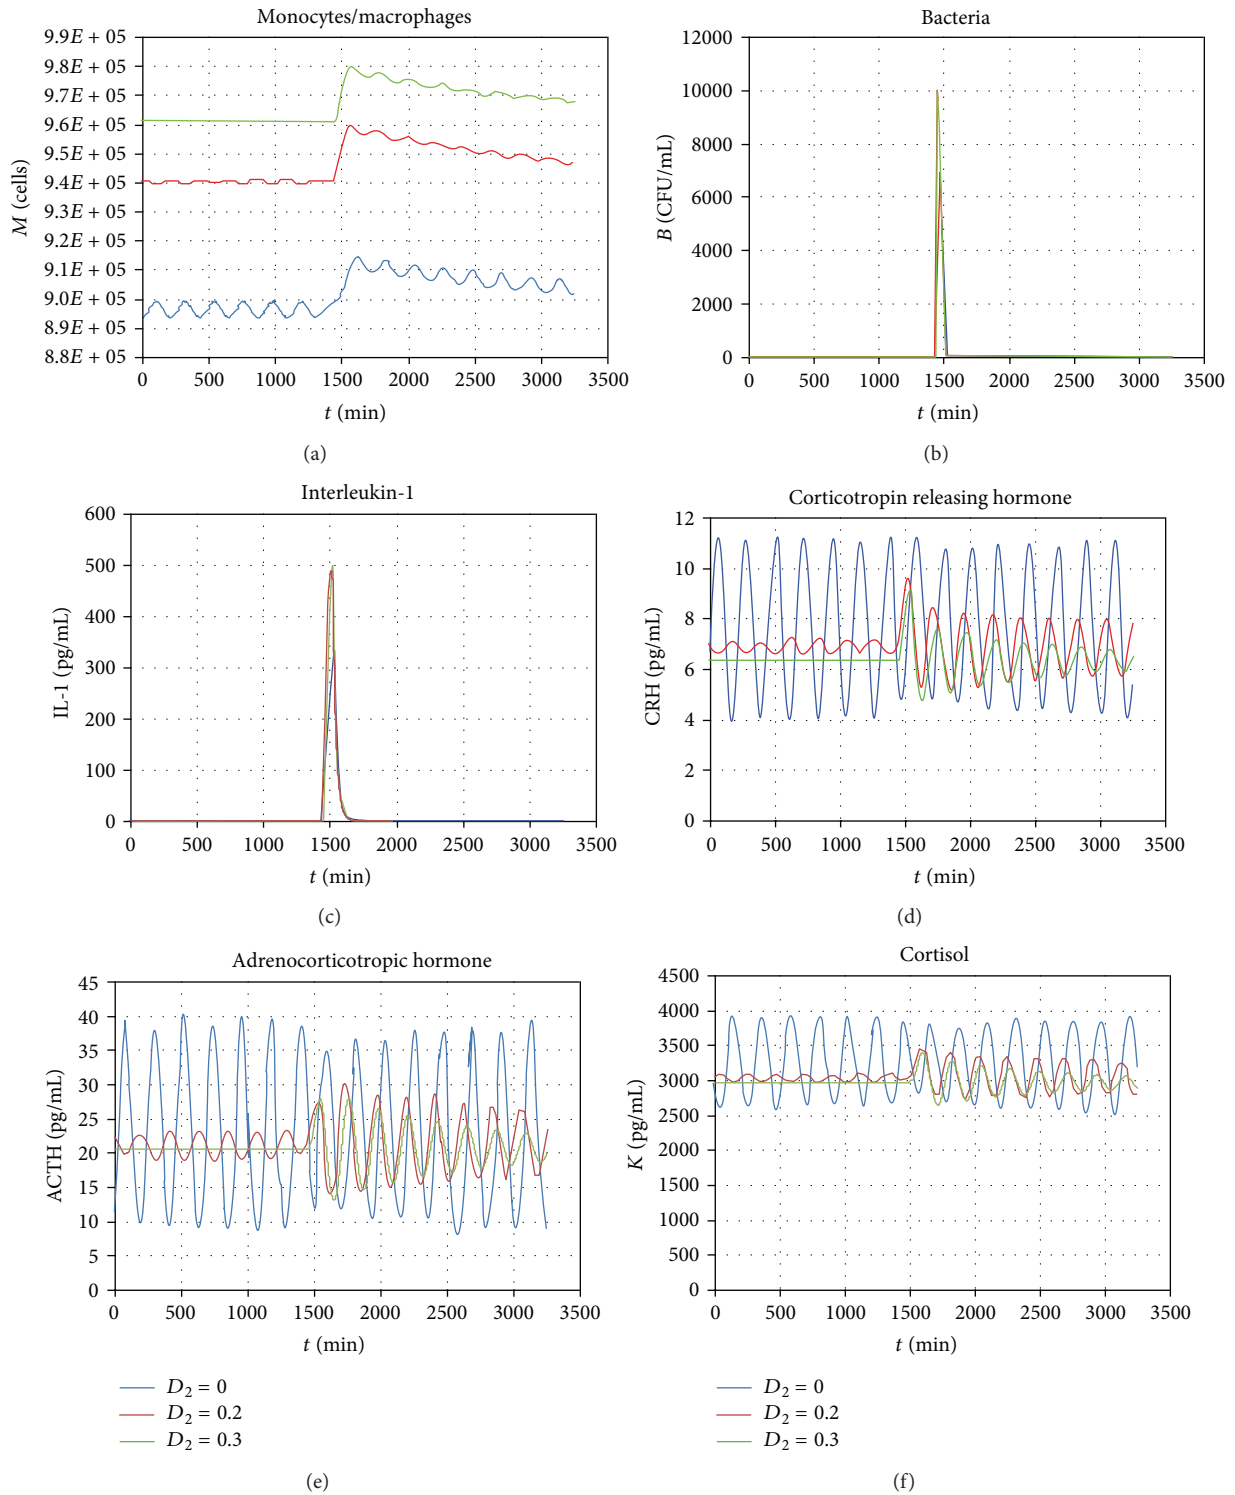 Monocytes/macrophages
9.9E + 05
9.8E + 05
9.7E + 05
9.6E + 05
9.5E + 05
9.4E + 05
9.3E + 05
9.2E + 05
9.1E + 05
9.0E + 05
8.9E + 05
8.8E + 05
M (cells)
0 500 1000 1500 2000 2500 3000 3500
t (min)
(a)
Bacteria
12000
10000
8000
6000
4000
2000
0
B (CFU/mL)
0 500 1000 1500 2000 2500 3000 3500
t (min)
(b)
Interleukin-1
600
500
400
300
200
100
0
IL-1 (pg/mL)
0 500 1000 1500 2000 2500 3000 3500
t (min)
(c)
Corticotropin releasing hormone
12
10
8
6
4
2
0
CRH (pg/mL)
0 500 1000 1500 2000 2500 3000 3500
t (min)
(d)
Adrenocorticotropic hormone
45
40
35
30
25
20
15
10
5
0
ACTH (pg/mL)
0 500 1000 1500 2000 2500 3000 3500
t (min)
D₂ = 0
D₂ = 0.2
D₂ = 0.3
(e)
Cortisol
4500
4000
3500
3000
2500
2000
1500
1000
500
0
K (pg/mL)
0 500 1000 1500 2000 2500 3000 3500
t (min)
D₂ = 0
D₂ = 0.2
D₂ = 0.3
(f)